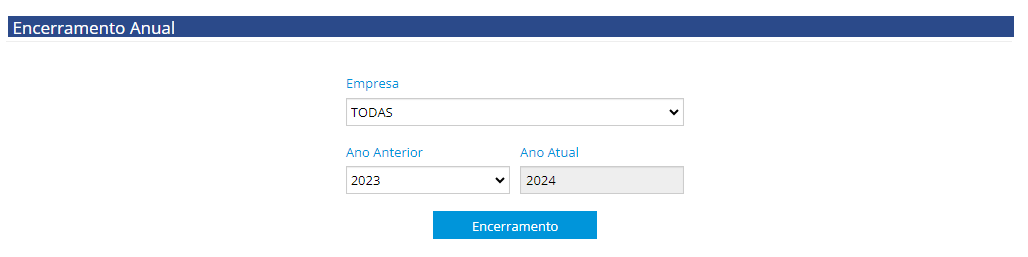 Encerramento Anual
Empresa
TODAS
Ano Anterior
Ano Atual
2023
2024
Encerramento